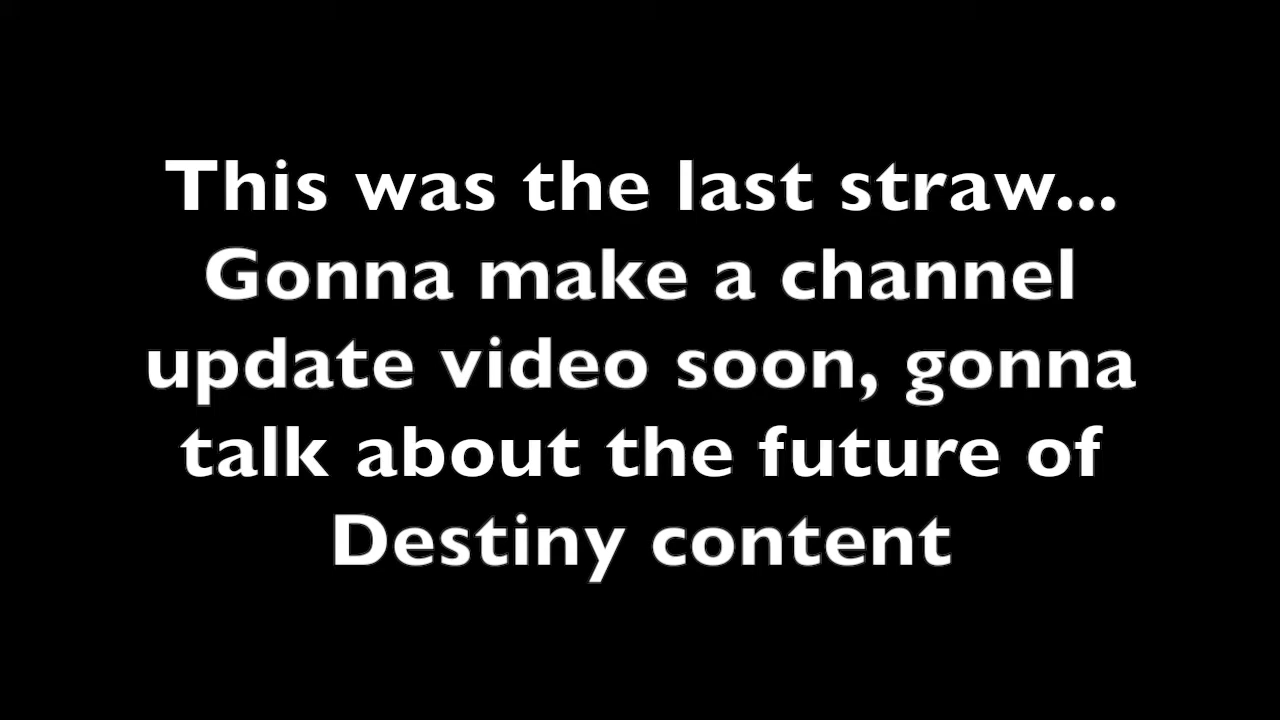 This was the last straw...
Gonna make a channel
update video soon, gonna
talk about the future of
Destiny content